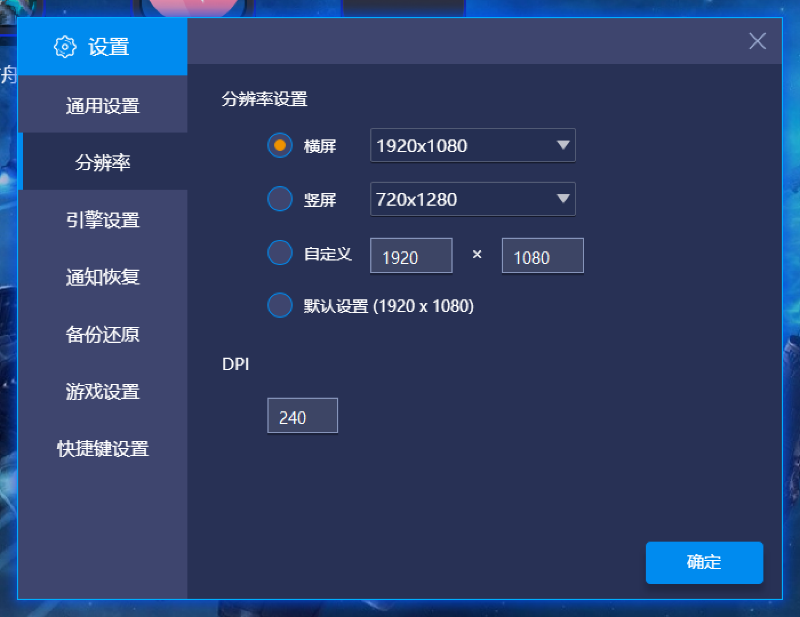 舟
设置
通用设置
分辨率
引擎设置
通知恢复
备份还原
游戏设置
快捷键设置
分辨率设置
横屏 1920x1080
竖屏 720x1280
自定义 1920 × 1080
默认设置 (1920 x 1080)
DPI
240
确定